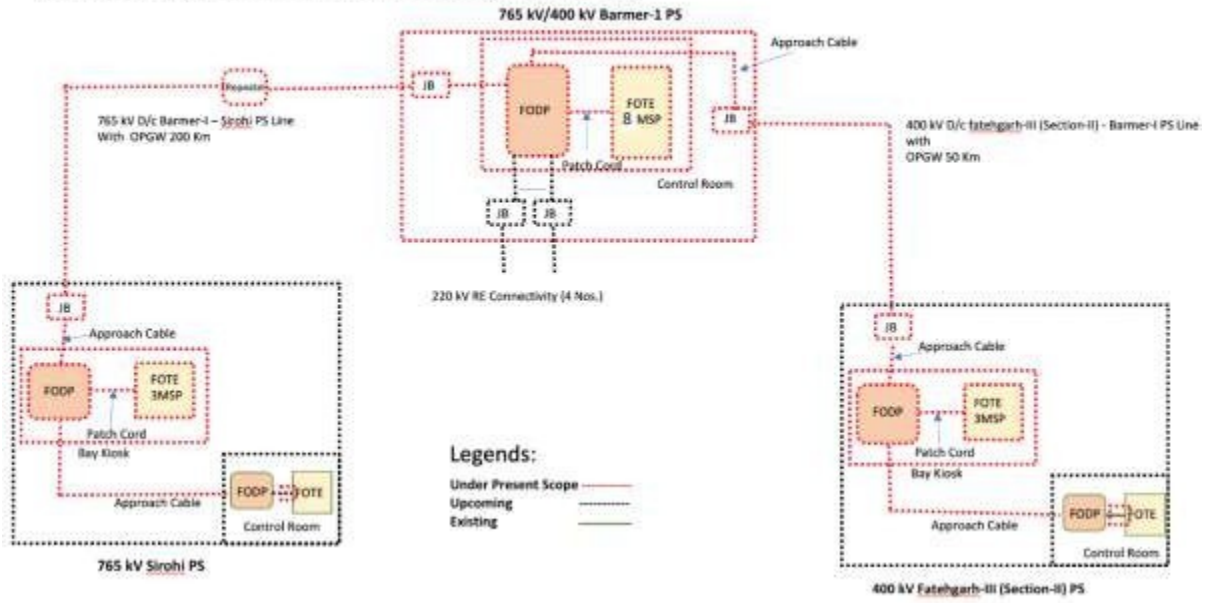 765 kV/400 kV Barmer-1 PS
Approach Cable
Repeater
JB
FODP
FOTE
8 MSP
JB
765 kV D/c Barmer-I – Sirohi PS Line
With OPGW 200 Km
400 kV D/c fatehgarh-III (Section-II) - Barmer-I PS Line
with
OPGW 50 Km
Patch Cord
Control Room
JB
JB
220 kV RE Connectivity (4 Nos.)
JB
Approach Cable
FODP
FOTE
3MSP
Patch Cord
Bay Kiosk
Approach Cable
FODP
FOTE
Control Room
765 kV Sirohi PS
Legends:
Under Present Scope
Upcoming
Existing
JB
Approach Cable
FODP
FOTE
3MSP
Patch Cord
Bay Kiosk
Approach Cable
FODP
FOTE
Control Room
400 kV Fatehgarh-III (Section-II) PS